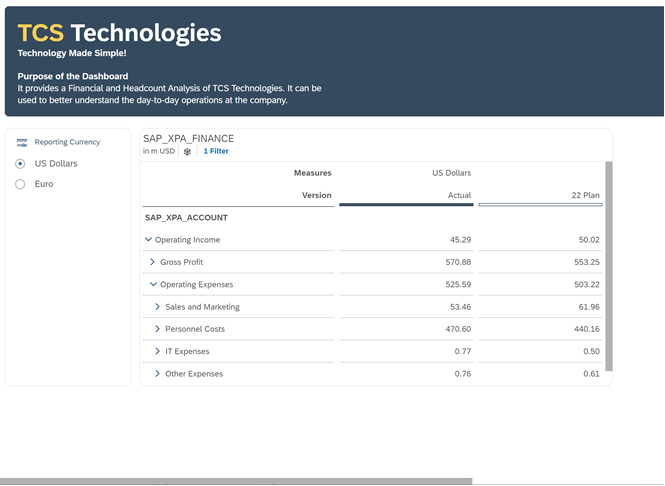 TCS Technologies
Technology Made Simple!
Purpose of the Dashboard
It provides a Financial and Headcount Analysis of TCS Technologies. It can be
used to better understand the day-to-day operations at the company.
Reporting Currency
US Dollars
Euro
SAP_XPA_FINANCE
in m USD 1 Filter
Measures US Dollars
Version Actual 22 Plan
SAP_XPA_ACCOUNT
Operating Income 45.29 50.02
Gross Profit 570.88 553.25
Operating Expenses 525.59 503.22
Sales and Marketing 53.46 61.96
Personnel Costs 470.60 440.16
IT Expenses 0.77 0.50
Other Expenses 0.76 0.61